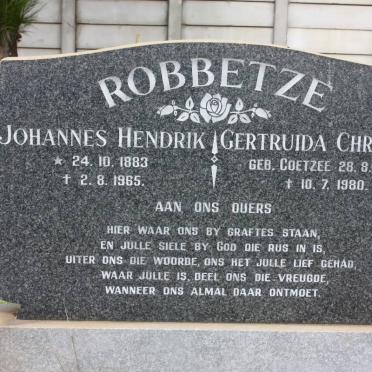 ROBBETZE
JOHANNES HENDRIK GERTRUIDA CHR
★ 24. 10. 1883 GEB. COETZEE 28. 8.
✝ 2. 8. 1965. ✝ 10. 7. 1980.
AAN ONS OUERS
HIER WAAR ONS BY GRAFTES STAAN,
EN JULLE SIELE BY GOD DIE RUS IN IS,
UITER ONS DIE WOORDE, ONS HET JULLE LIEF GEHAD,
WAAR JULLE IS, DEEL ONS DIE VREUGDE,
WANNEER ONS ALMAL DAAR ONTMOET.